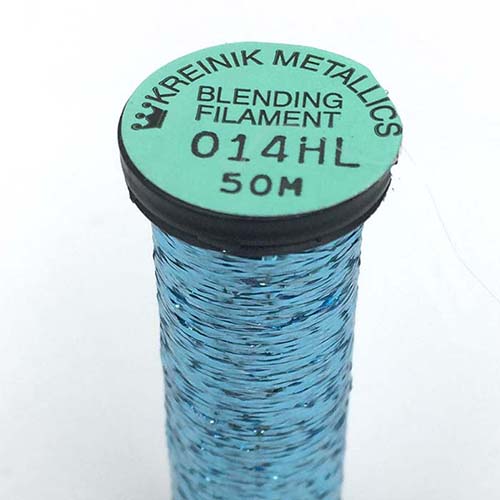 KREINIK METALLICS
BLENDING
FILAMENT
014HL
50M